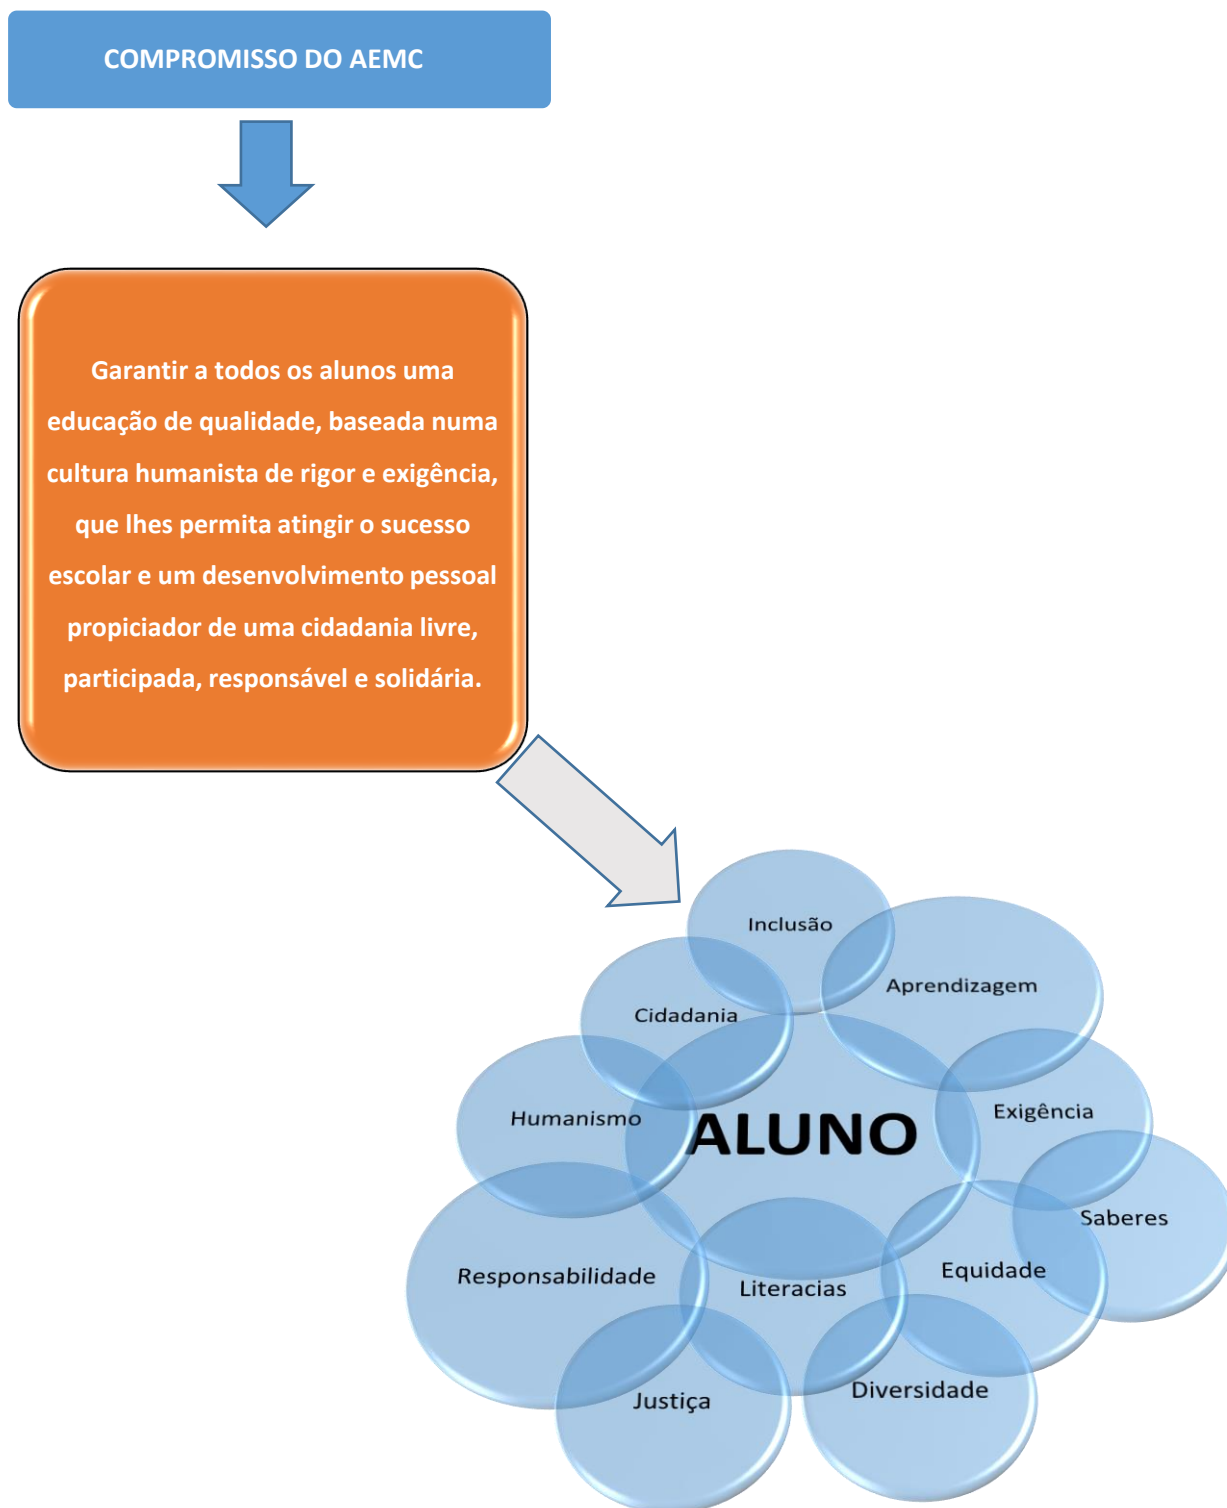 COMPROMISSO DO AEMC
Garantir a todos os alunos uma
educação de qualidade, baseada numa
cultura humanista de rigor e exigência,
que lhes permita atingir o sucesso
escolar e um desenvolvimento pessoal
propiciador de uma cidadania livre,
participada, responsável e solidária.
Inclusão
Aprendizagem
Cidadania
Exigência
Humanismo
ALUNO
Saberes
Equidade
Responsabilidade
Literacias
Diversidade
Justiça